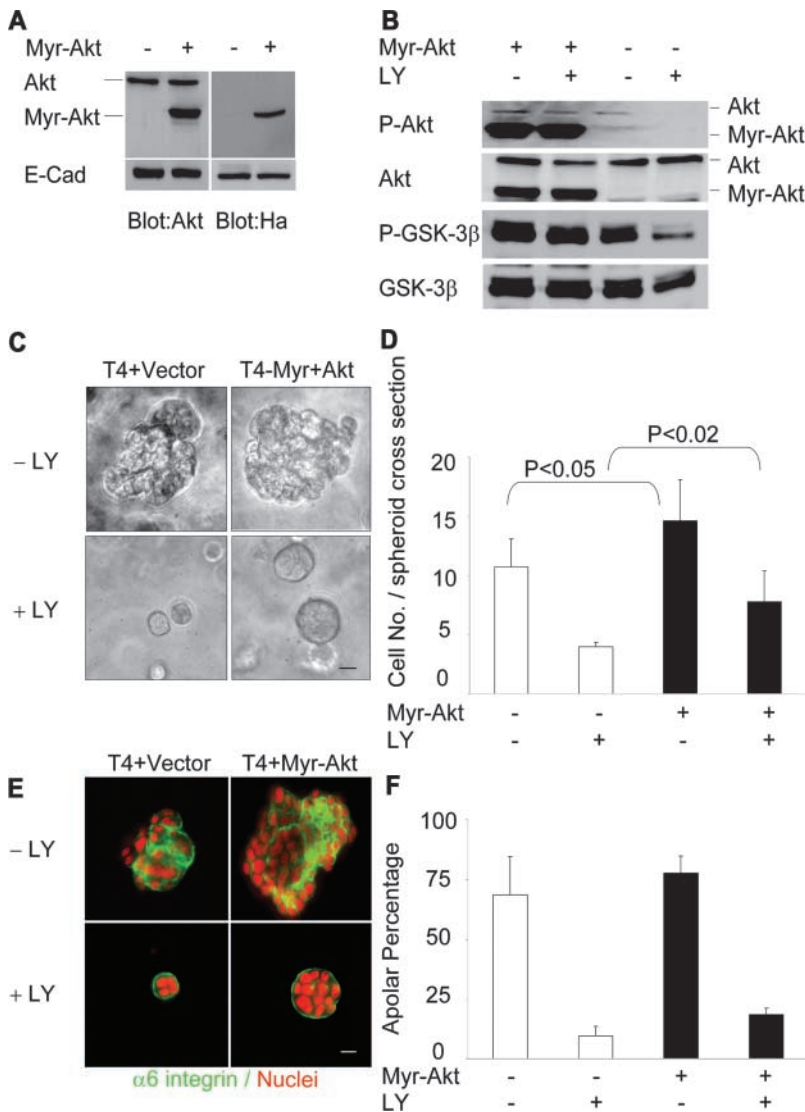 A
Myr-Akt - + - +
Akt
Myr-Akt
E-Cad
Blot:Akt Blot:Ha
B
Myr-Akt + + - -
LY - + - +
P-Akt
Akt
Myr-Akt
Akt
Akt
Myr-Akt
P-GSK-3β
GSK-3β
C
T4+Vector T4-Myr+Akt
– LY
+ LY
D
P<0.05
P<0.02
Cell No. / spheroid cross section
20
15
10
5
0
Myr-Akt - - + +
LY - + - +
E
T4+Vector T4+Myr-Akt
– LY
+ LY
α6 integrin / Nuclei
F
Apolar Percentage
100
75
50
25
0
Myr-Akt - - + +
LY - + - +